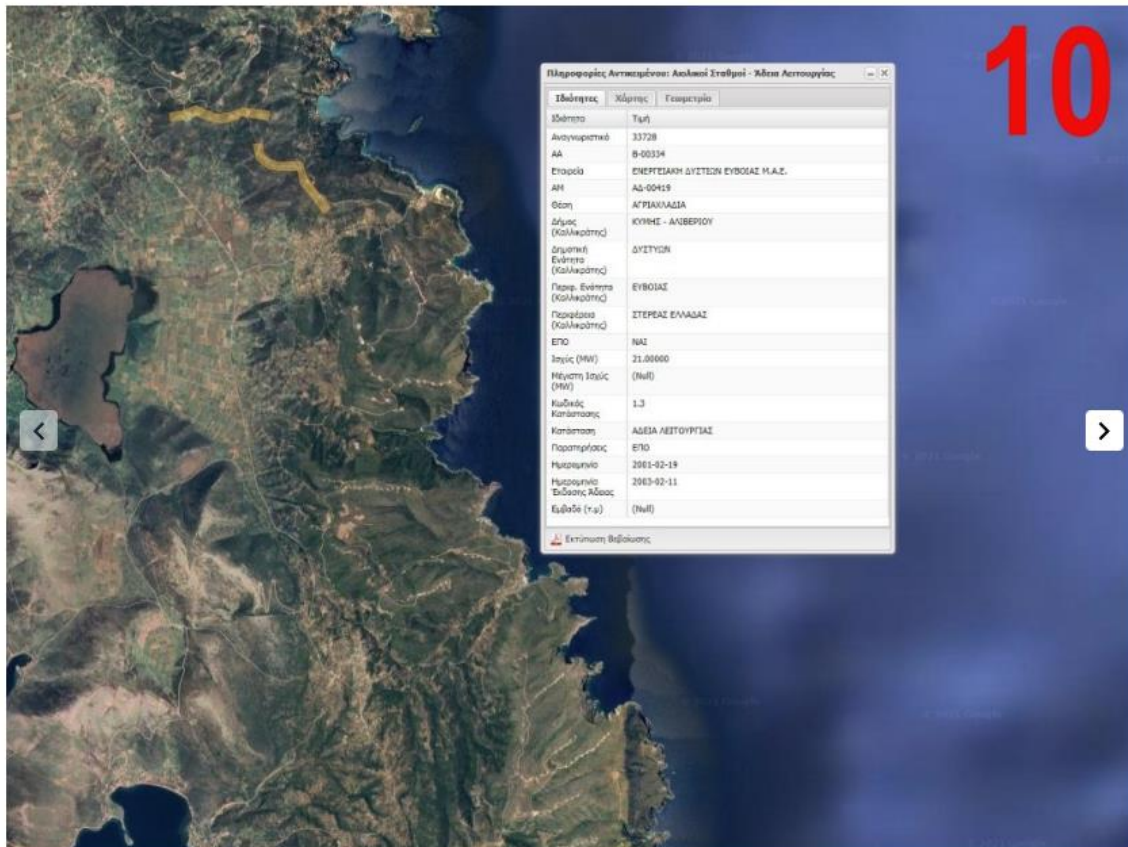 10
Πληροφορίες Αντικειμένου: Αιολικοί Σταθμοί - Άδεια Λειτουργίας
Ιδιότητες Χάρτης Γεωμετρία
Ιδιότητα Τιμή
Αναγνωριστικό 33728
ΑΑ Β-00334
Εταιρεία ΕΝΕΡΓΕΙΑΚΗ ΔΥΣΤΙΩΝ ΕΥΒΟΙΑΣ Μ.Α.Ε.
ΑΜ ΑΔ-00419
Θέση ΑΓΡΙΑΧΛΑΔΙΑ
Δήμος ΚΥΜΗΣ - ΑΛΙΒΕΡΙΟΥ
(Καλλικράτης)
Δημοτική ΔΥΣΤΥΩΝ
Ενότητα
(Καλλικράτης)
Περιφ. Ενότητα ΕΥΒΟΙΑΣ
(Καλλικράτης)
Περιφέρεια ΣΤΕΡΕΑΣ ΕΛΛΑΔΑΣ
(Καλλικράτης)
ΕΠΟ ΝΑΙ
Ισχύς (MW) 21.00000
Μέγιστη Ισχύς (Null)
(MW)
Κωδικός 1.3
Κατάστασης
Κατάσταση ΑΔΕΙΑ ΛΕΙΤΟΥΡΓΙΑΣ
Παρατηρήσεις ΕΠΟ
Ημερομηνία 2001-02-19
Ημερομηνία 2003-02-11
Έκδοσης Άδειας
Εμβαδό (τ.μ) (Null)
Εκτύπωση Βεβαίωσης